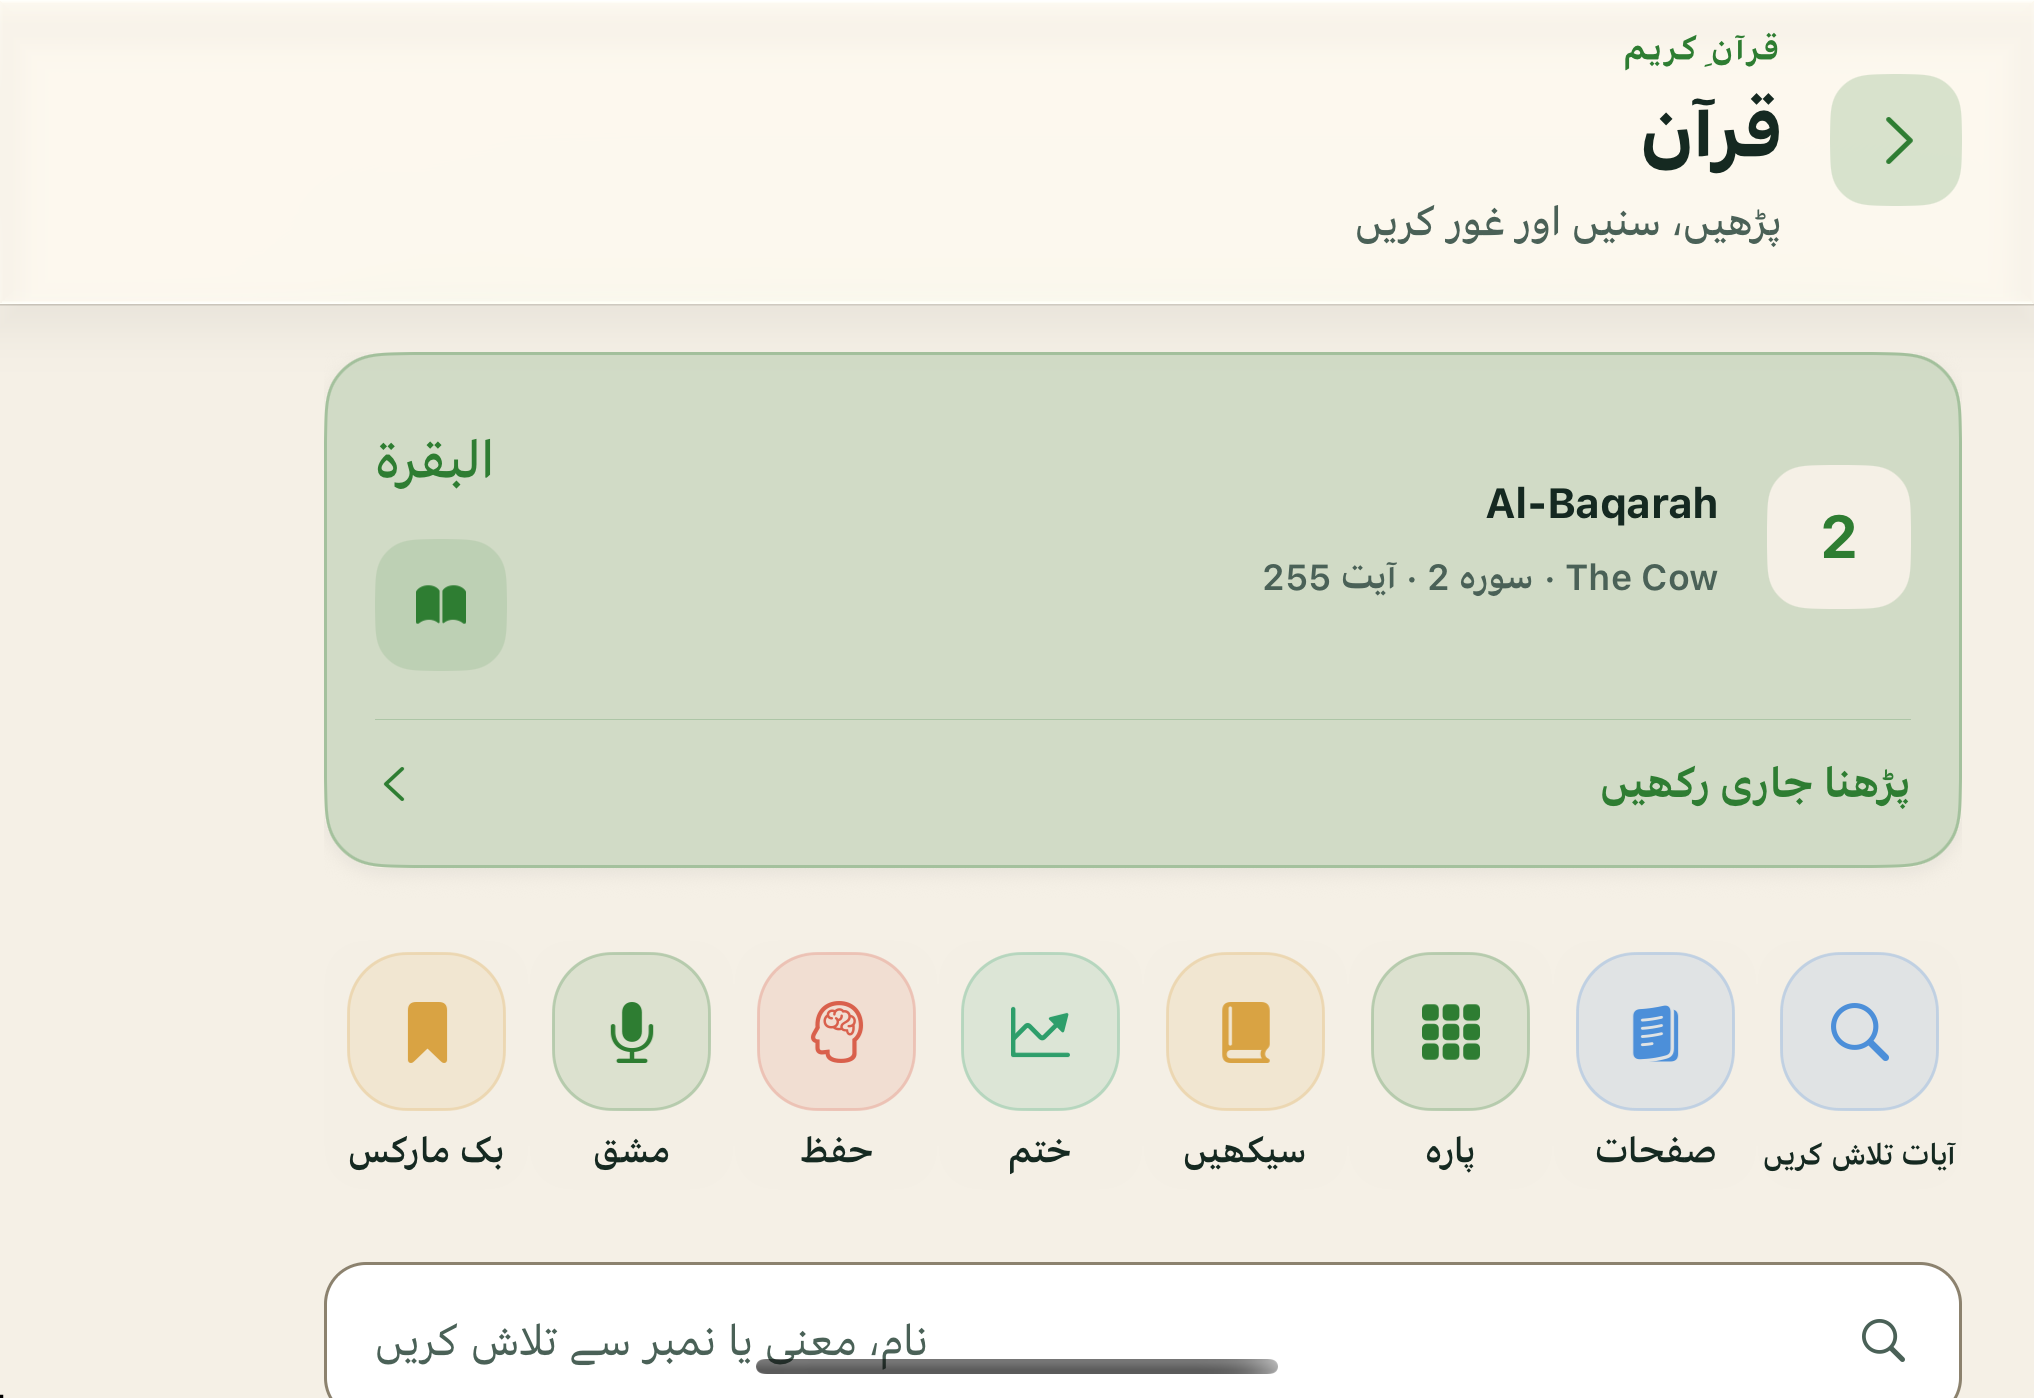 قرآنِ کریم
قرآن
پڑھیں، سنیں اور غور کریں
2
Al-Baqarah
The Cow · سورہ 2 · آیت 255
البقرة
پڑھنا جاری رکھیں
آیات تلاش کریں
صفحات
پارہ
سیکھیں
ختم
حفظ
مشق
بک مارکس
نام، معنی یا نمبر سے تلاش کریں